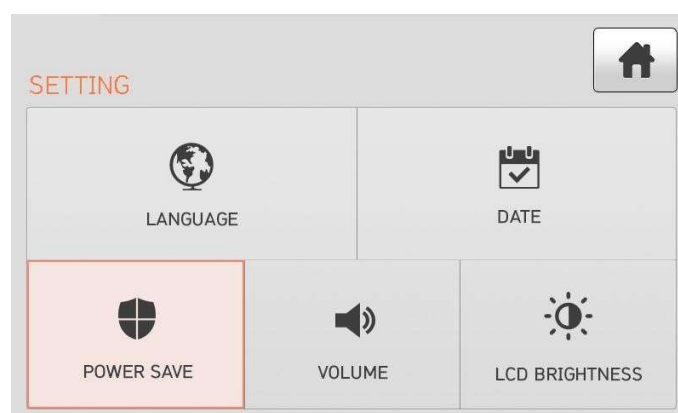 SETTING
LANGUAGE
DATE
POWER SAVE
VOLUME
LCD BRIGHTNESS